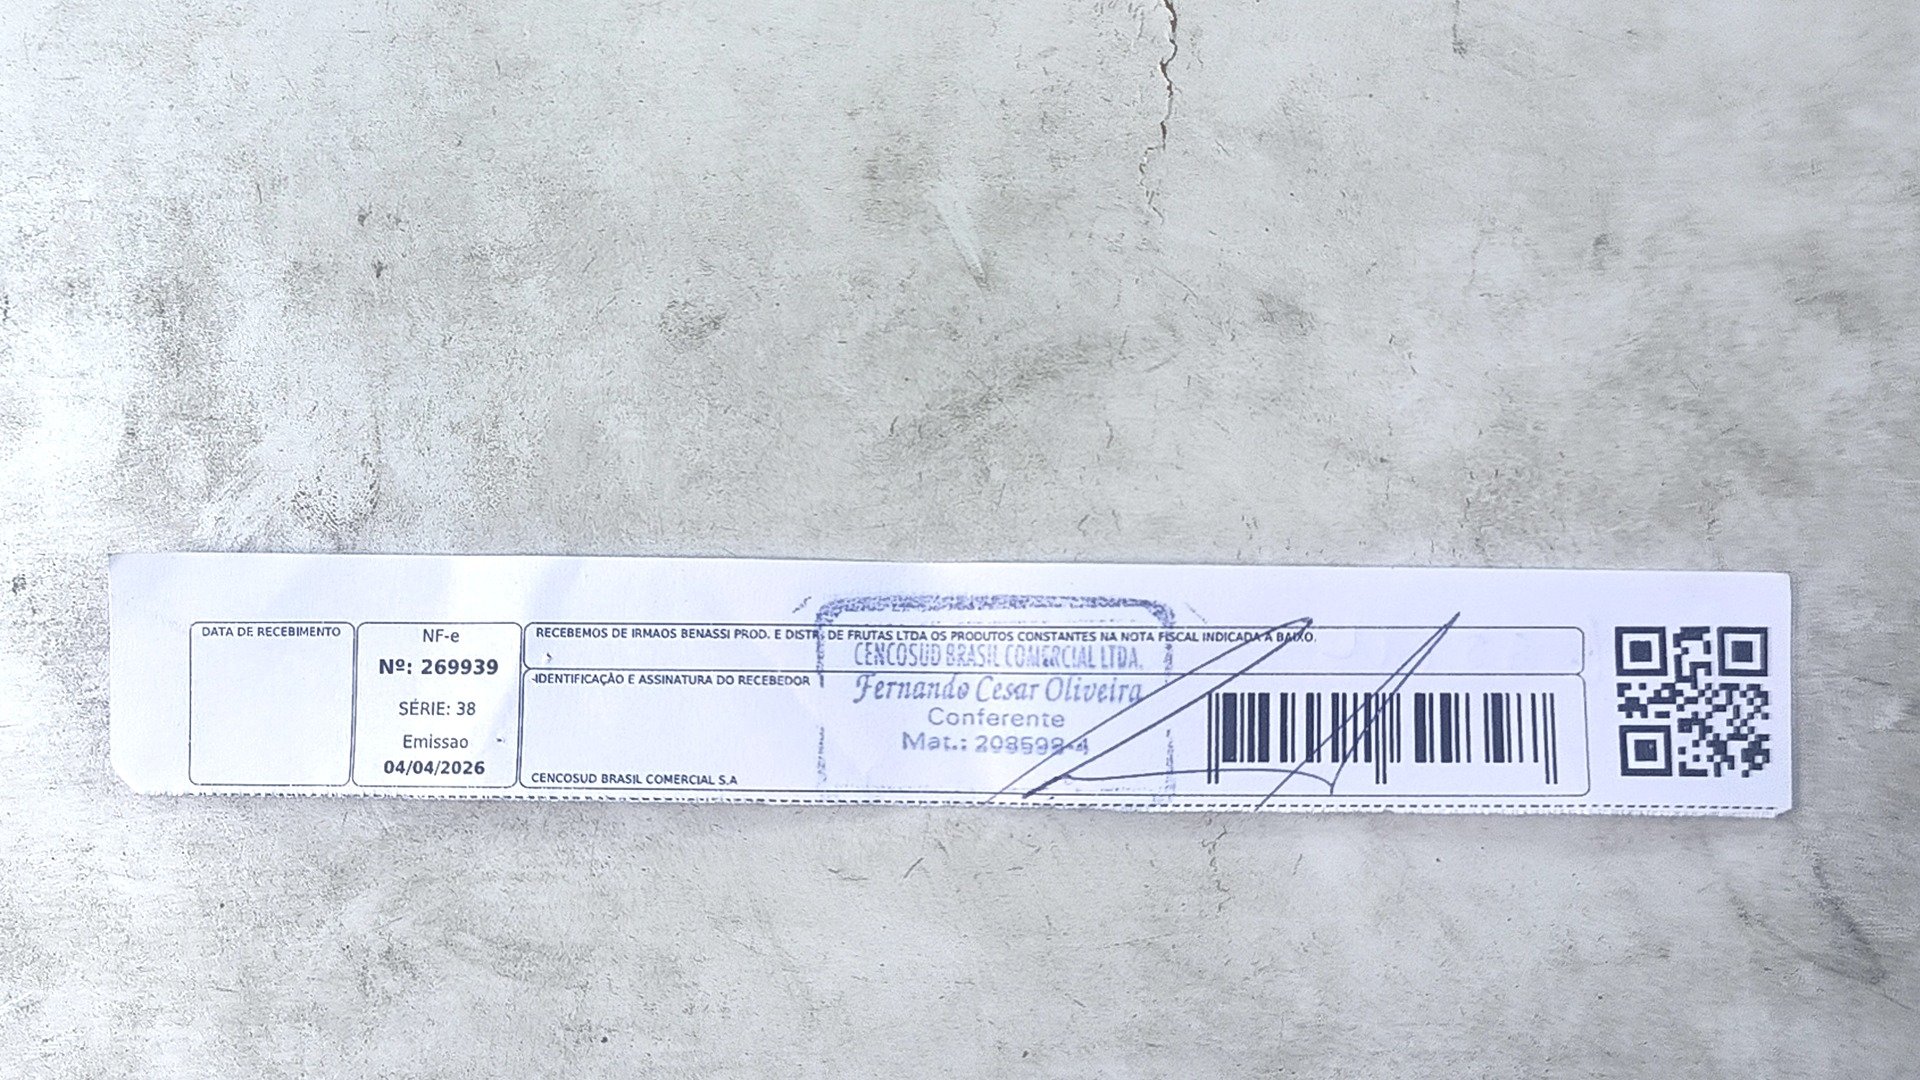 DATA DE RECEBIMENTO
NF-e
Nº: 269939
SÉRIE: 38
Emissao
04/04/2026
RECEBEMOS DE IRMAOS BENASSI PROD. E DISTR. DE FRUTAS LTDA OS PRODUTOS CONSTANTES NA NOTA FISCAL INDICADA A BAIXO.
IDENTIFICAÇÃO E ASSINATURA DO RECEBEDOR
CENCOSUD BRASIL COMERCIAL LTDA.
Fernando Cesar Oliveira
Conferente
Mat.:
CENCOSUD BRASIL COMERCIAL S.A